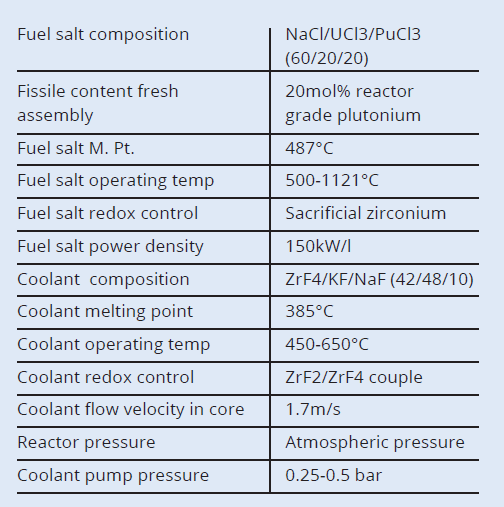 Fuel salt composition NaCl/UCl3/PuCl3
(60/20/20)
Fissile content fresh 20mol% reactor
assembly grade plutonium
Fuel salt M. Pt. 487°C
Fuel salt operating temp 500-1121°C
Fuel salt redox control Sacrificial zirconium
Fuel salt power density 150kW/l
Coolant composition ZrF4/KF/NaF (42/48/10)
Coolant melting point 385°C
Coolant operating temp 450-650°C
Coolant redox control ZrF2/ZrF4 couple
Coolant flow velocity in core 1.7m/s
Reactor pressure Atmospheric pressure
Coolant pump pressure 0.25-0.5 bar